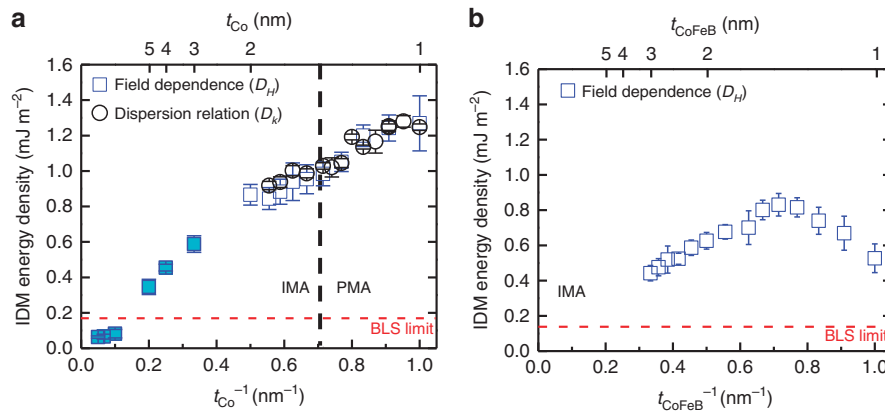 a
t_Co (nm)
5 4 3 2 1
1.6
1.4
1.2
1.0
0.8
0.6
0.4
0.2
0.0
IDM energy density (mJ m⁻²)
Field dependence (D_H)
Dispersion relation (D_k)
IMA PMA
BLS limit
0.0 0.2 0.4 0.6 0.8 1.0
t_Co⁻¹ (nm⁻¹)
b
t_CoFeB (nm)
5 4 3 2 1
1.6
1.4
1.2
1.0
0.8
0.6
0.4
0.2
0.0
IDM energy density (mJ m⁻²)
Field dependence (D_H)
IMA
BLS limit
0.0 0.2 0.4 0.6 0.8 1.0
t_CoFeB⁻¹ (nm⁻¹)